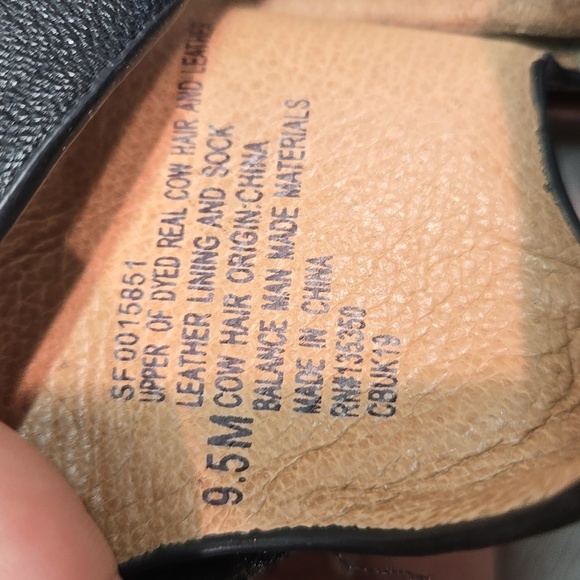 SF0015851
UPPER OF DYED REAL COW HAIR AND LEATHER
LEATHER LINING AND SOCK
9.5M COW HAIR ORIGIN:CHINA
BALANCE MAN MADE MATERIALS
MADE IN CHINA
RN#135350
CBUK19